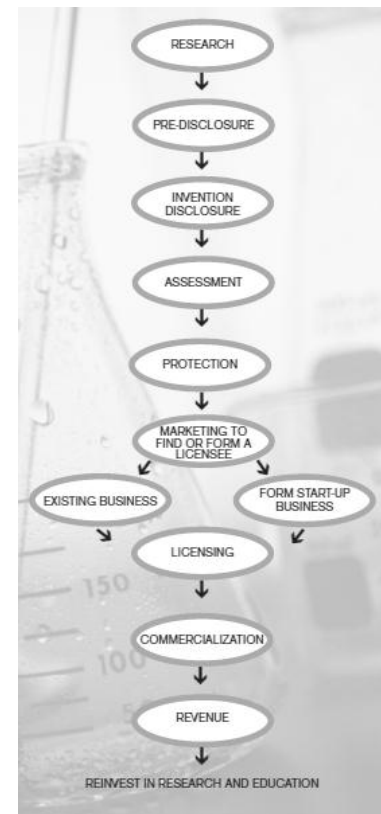 RESEARCH
PRE-DISCLOSURE
INVENTION
DISCLOSURE
ASSESSMENT
PROTECTION
MARKETING TO
FIND OR FORM A
LICENSEE
EXISTING BUSINESS
FORM START-UP
BUSINESS
LICENSING
150
COMMERCIALIZATION
100
REVENUE
REINVEST IN RESEARCH AND EDUCATION